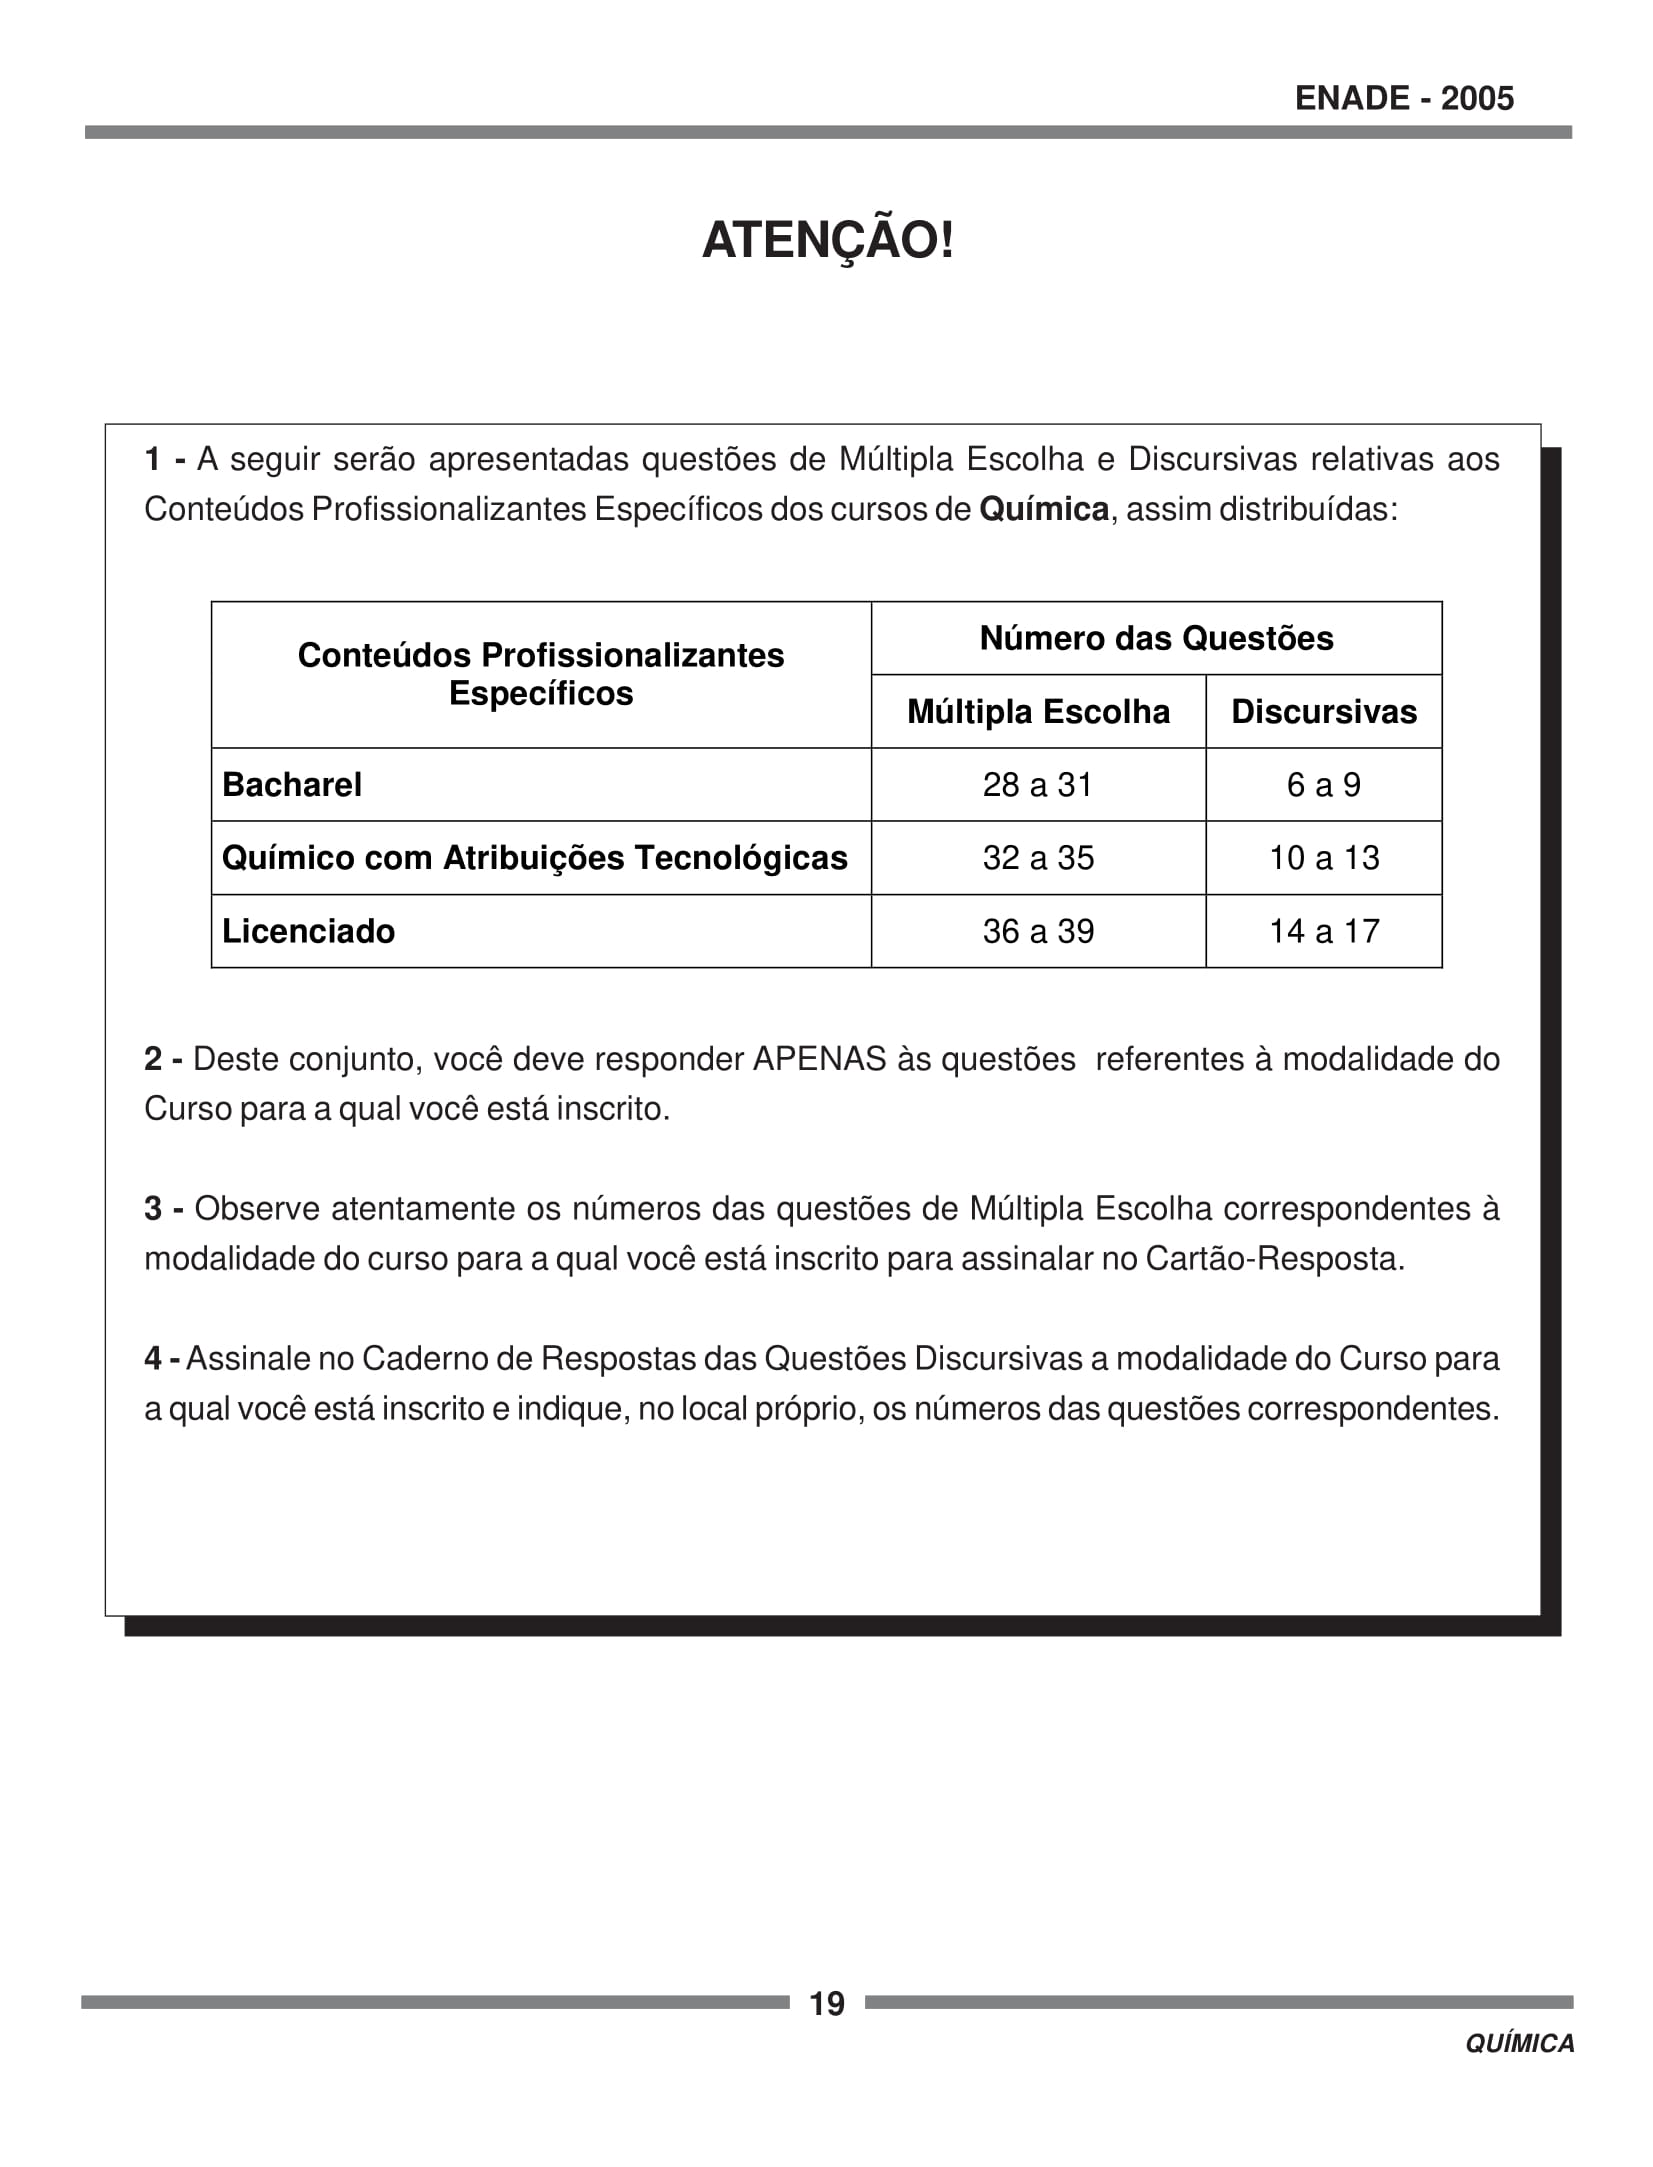 ENADE - 2005
ATENÇÃO!
1 - A seguir serão apresentadas questões de Múltipla Escolha e Discursivas relativas aos
Conteúdos Profissionalizantes Específicos dos cursos de Química, assim distribuídas:
Conteúdos Profissionalizantes
Específicos
Número das Questões
Múltipla Escolha
Discursivas
Bacharel
28 a 31
6 a 9
Químico com Atribuições Tecnológicas
32 a 35
10 a 13
Licenciado
36 a 39
14 a 17
2 - Deste conjunto, você deve responder APENAS às questões referentes à modalidade do
Curso para a qual você está inscrito.
3 - Observe atentamente os números das questões de Múltipla Escolha correspondentes à
modalidade do curso para a qual você está inscrito para assinalar no Cartão-Resposta.
4 - Assinale no Caderno de Respostas das Questões Discursivas a modalidade do Curso para
a qual você está inscrito e indique, no local próprio, os números das questões correspondentes.
19
QUÍMICA